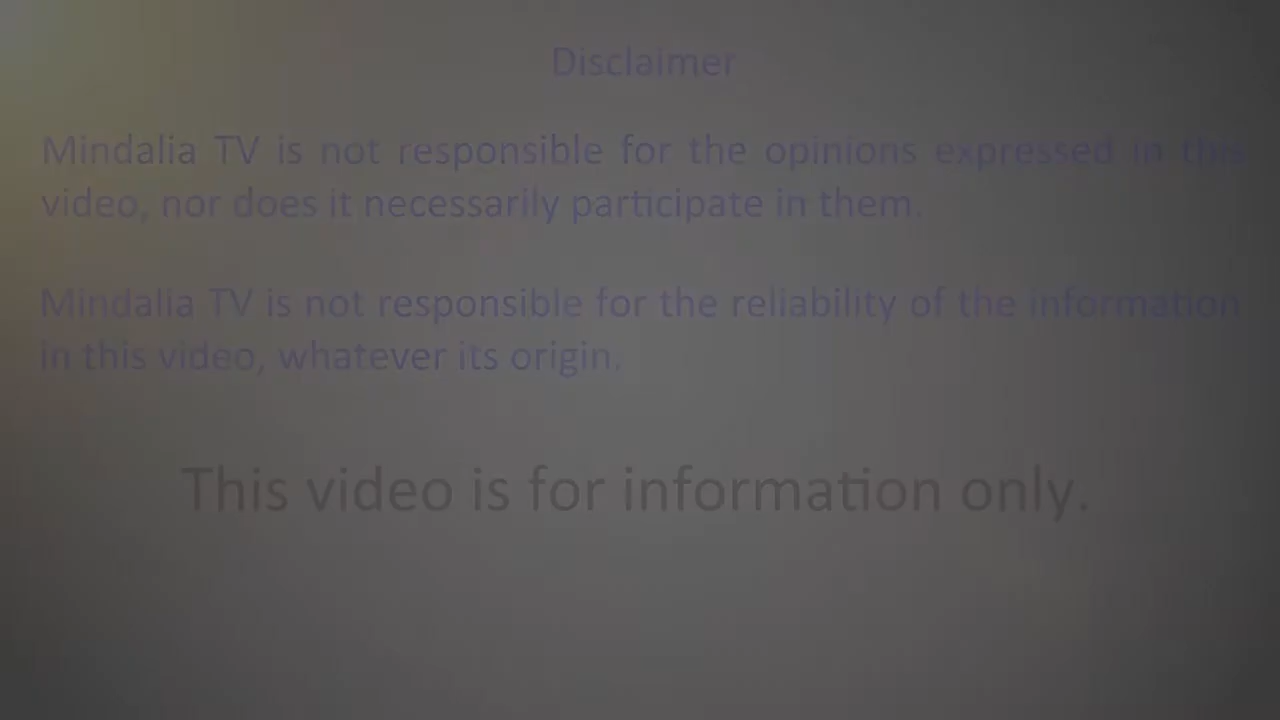 Disclaimer
Mindalia TV is not responsible for the opinions expressed in this
video, nor does it necessarily participate in them.
Mindalia TV is not responsible for the reliability of the information
in this video, whatever its origin.
This video is for information only.